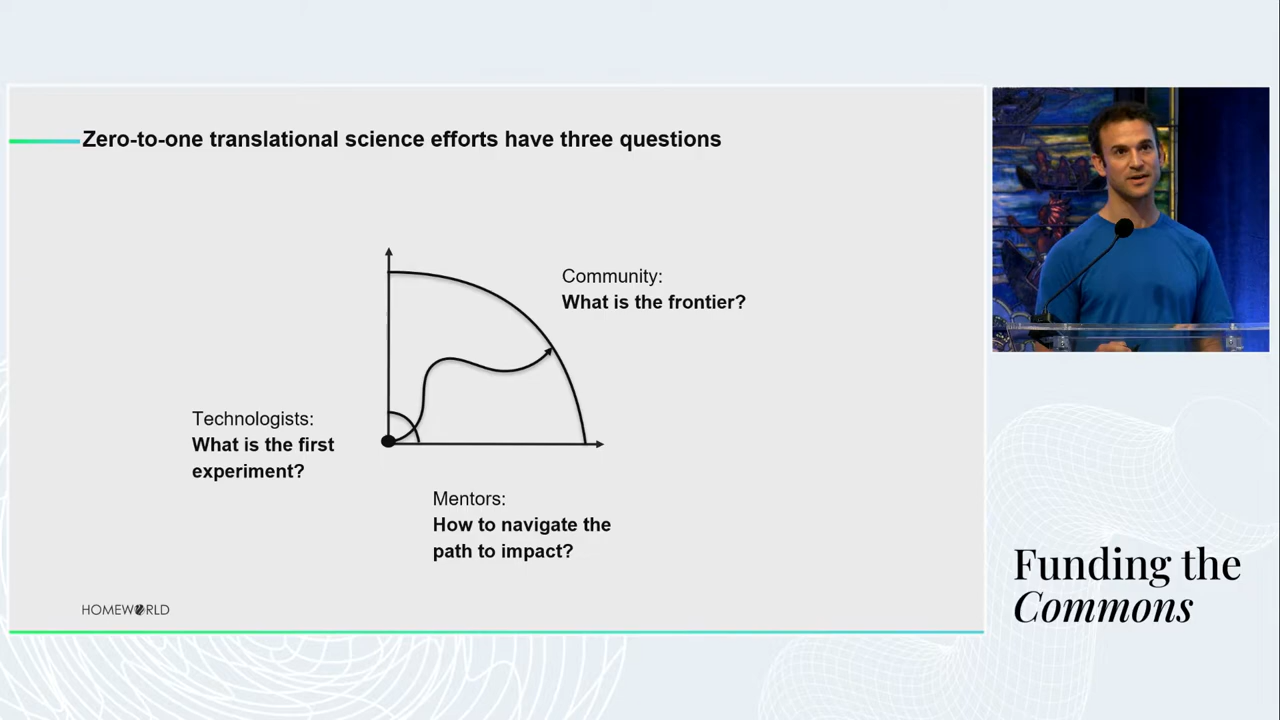 Zero-to-one translational science efforts have three questions
Community:
What is the frontier?
Technologists:
What is the first
experiment?
Mentors:
How to navigate the
path to impact?
HOMEWORLD
Funding the
Commons